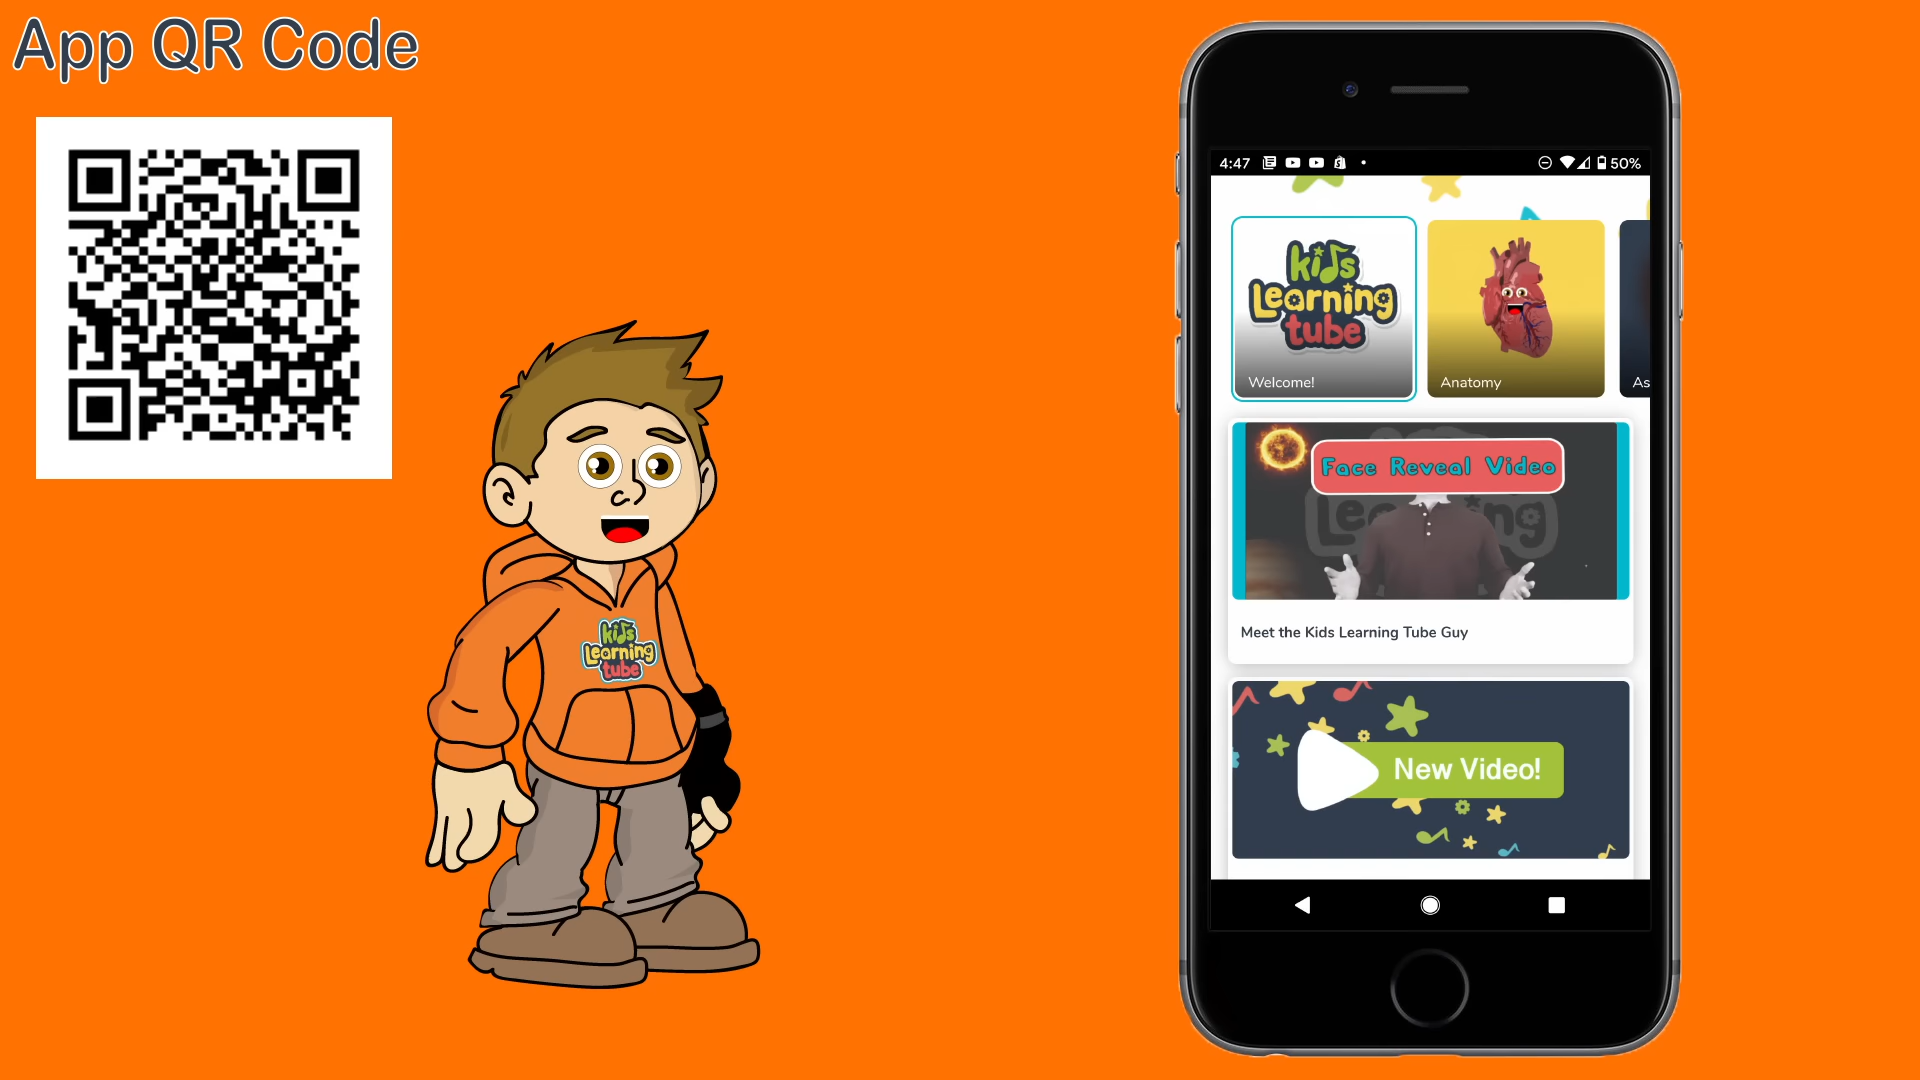 App QR Code
4:47
50%
kids
Learning
tube
Welcome!
Anatomy
As
Face Reveal Video
Learning
Meet the Kids Learning Tube Guy
New Video!
kids
Learning
tube